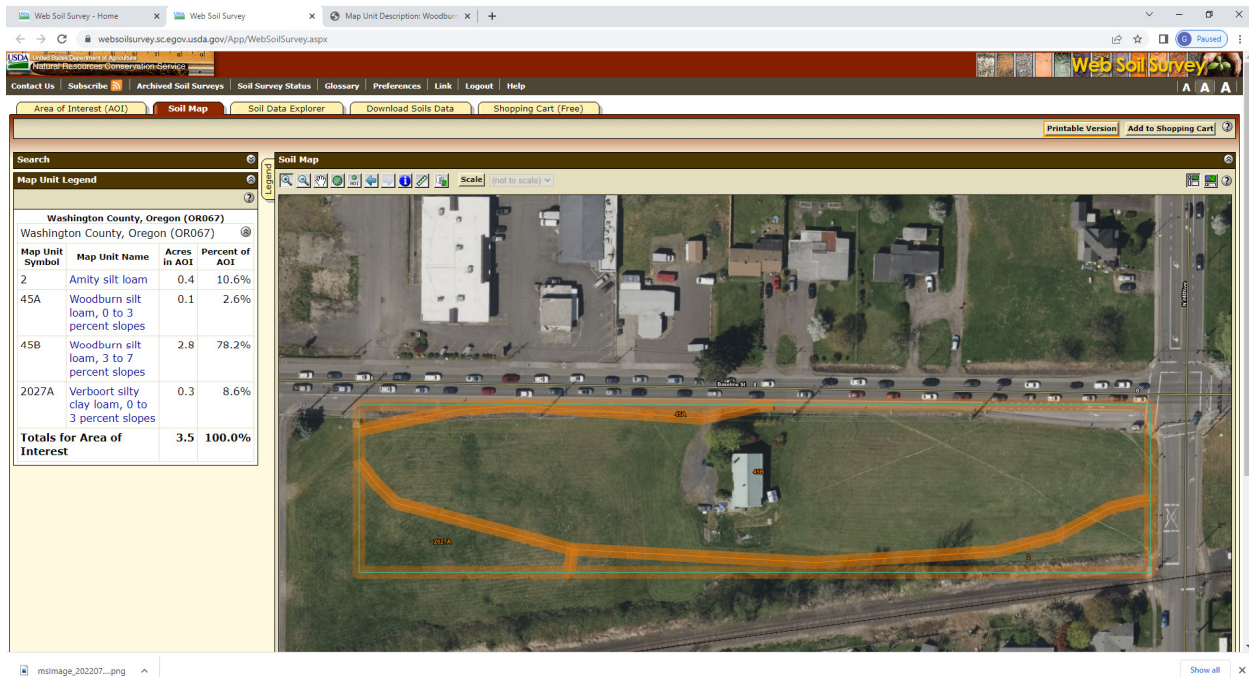 Web Soil Survey - Home
Web Soil Survey
Map Unit Description: Woodburn
websoilsurvey.sc.egov.usda.gov/App/WebSoilSurvey.aspx
G Paused
USDA United States Department of Agriculture
Natural Resources Conservation Service
Web Soil Survey
Contact Us | Subscribe | Archived Soil Surveys | Soil Survey Status | Glossary | Preferences | Link | Logout | Help
A A A
Area of Interest (AOI) Soil Map Soil Data Explorer Download Soils Data Shopping Cart (Free)
Printable Version Add to Shopping Cart ?
Search
Map Unit Legend
?
Washington County, Oregon (OR067)
Washington County, Oregon (OR067)
Map Unit Symbol Map Unit Name Acres in AOI Percent of AOI
2 Amity silt loam 0.4 10.6%
45A Woodburn silt loam, 0 to 3 percent slopes 0.1 2.6%
45B Woodburn silt loam, 3 to 7 percent slopes 2.8 78.2%
2027A Verboort silty clay loam, 0 to 3 percent slopes 0.3 8.6%
Totals for Area of Interest 3.5 100.0%
Legend
Soil Map
AOI
Scale (not to scale)
?
Baseline St
8
8
45A
45B
2027A
2
msimage_202207....png
Show all